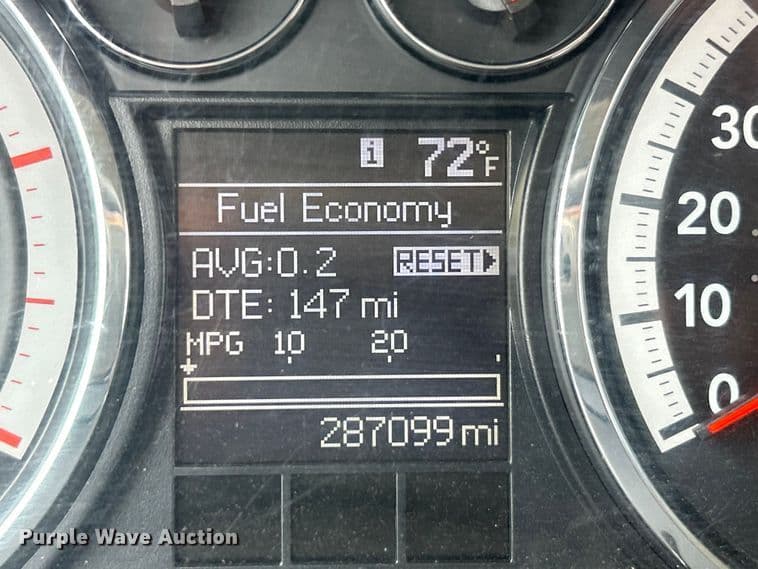 i 72°F
Fuel Economy
AVG:0.2 RESET
DTE: 147 mi
MPG 10 20
287099 mi
30
20
10
0
Purple Wave Auction